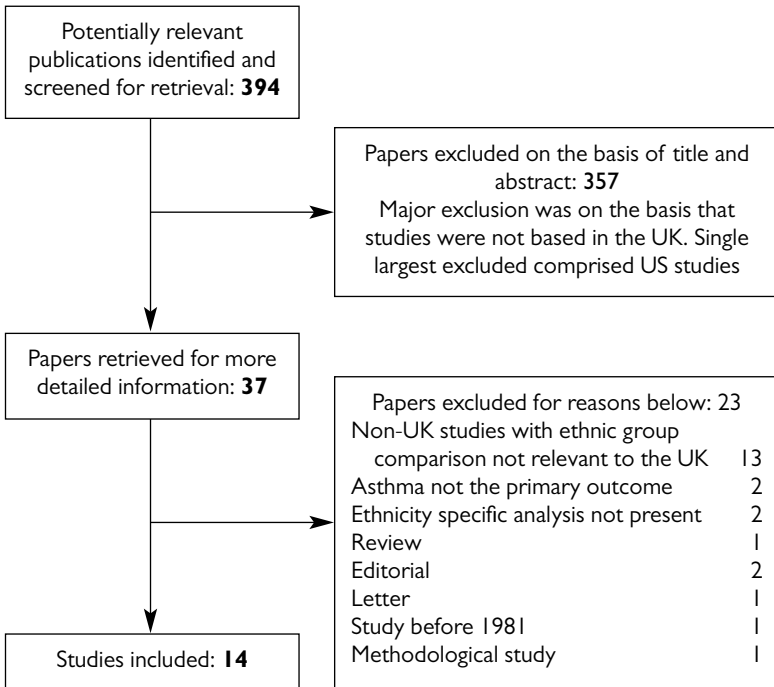 Potentially relevant
publications identified and
screened for retrieval: 394
Papers excluded on the basis of title and
abstract: 357
Major exclusion was on the basis that
studies were not based in the UK. Single
largest excluded comprised US studies
Papers retrieved for more
detailed information: 37
Papers excluded for reasons below: 23
Non-UK studies with ethnic group
comparison not relevant to the UK 13
Asthma not the primary outcome 2
Ethnicity specific analysis not present 2
Review 1
Editorial 2
Letter 1
Study before 1981 1
Methodological study 1
Studies included: 14